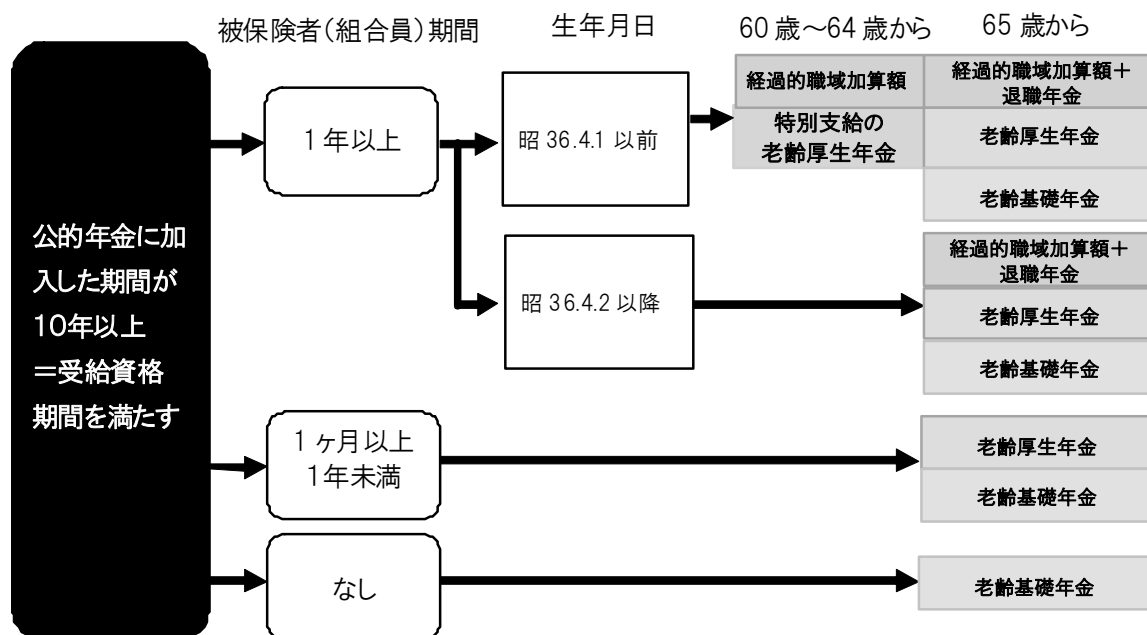 被保険者(組合員)期間
生年月日
60歳～64歳から
65歳から
公的年金に加
入した期間が
10年以上
＝受給資格
期間を満たす
1年以上
昭36.4.1以前
経過的職域加算額
特別支給の
老齢厚生年金
経過的職域加算額＋
退職年金
老齢厚生年金
老齢基礎年金
昭36.4.2以降
経過的職域加算額＋
退職年金
老齢厚生年金
老齢基礎年金
1ヶ月以上
1年未満
老齢厚生年金
老齢基礎年金
なし
老齢基礎年金